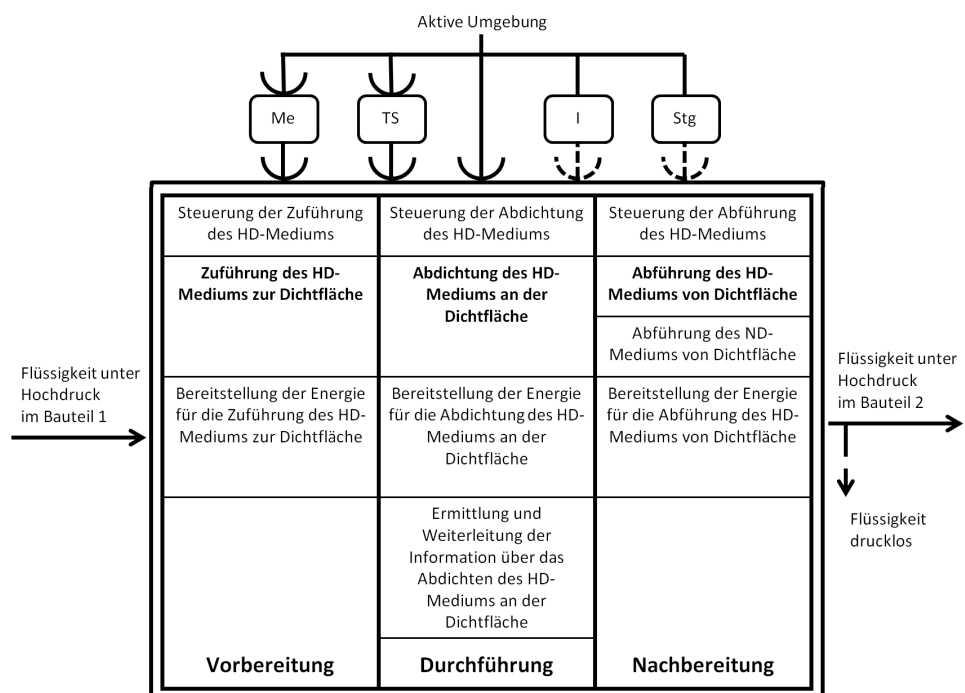 Aktive Umgebung
Me
TS
I
Stg
Steuerung der Zuführung
des HD-Mediums
Steuerung der Abdichtung
des HD-Mediums
Steuerung der Abführung
des HD-Mediums
Zuführung des HD-
Mediums zur Dichtfläche
Abdichtung des HD-
Mediums an der
Dichtfläche
Abführung des HD-
Mediums von Dichtfläche
Abführung des ND-
Mediums von Dichtfläche
Flüssigkeit unter
Hochdruck
im Bauteil 1
Bereitstellung der Energie
für die Zuführung des HD-
Mediums zur Dichtfläche
Bereitstellung der Energie
für die Abdichtung des HD-
Mediums an der
Dichtfläche
Bereitstellung der Energie
für die Abführung des HD-
Mediums von Dichtfläche
Flüssigkeit unter
Hochdruck
im Bauteil 2
Flüssigkeit
drucklos
Ermittlung und
Weiterleitung der
Information über das
Abdichten des HD-
Mediums an der
Dichtfläche
Vorbereitung
Durchführung
Nachbereitung